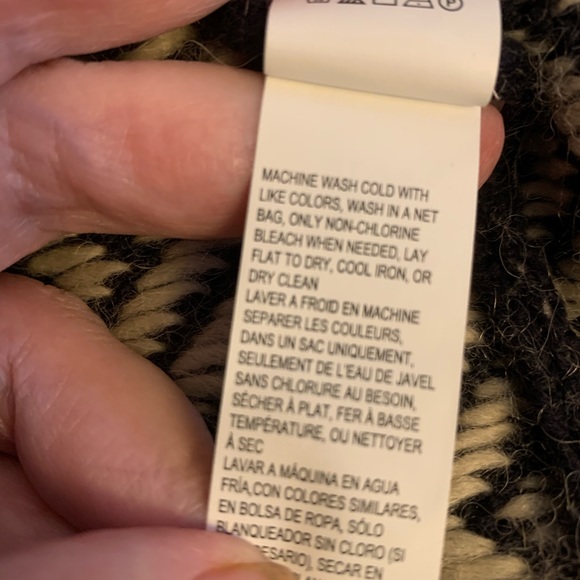 MACHINE WASH COLD WITH
LIKE COLORS, WASH IN A NET
BAG, ONLY NON-CHLORINE
BLEACH WHEN NEEDED, LAY
FLAT TO DRY, COOL IRON, OR
DRY CLEAN
LAVER A FROID EN MACHINE
SEPARER LES COULEURS,
DANS UN SAC UNIQUEMENT,
SEULEMENT DE L'EAU DE JAVEL
SANS CHLORURE AU BESOIN,
SÉCHER À PLAT, FER À BASSE
TEMPÉRATURE, OU NETTOYER
À SEC
LAVAR A MÁQUINA EN AGUA
FRÍA,CON COLORES SIMILARES,
EN BOLSA DE ROPA, SÓLO
BLANQUEADOR SIN CLORO (SI
SECAR EN